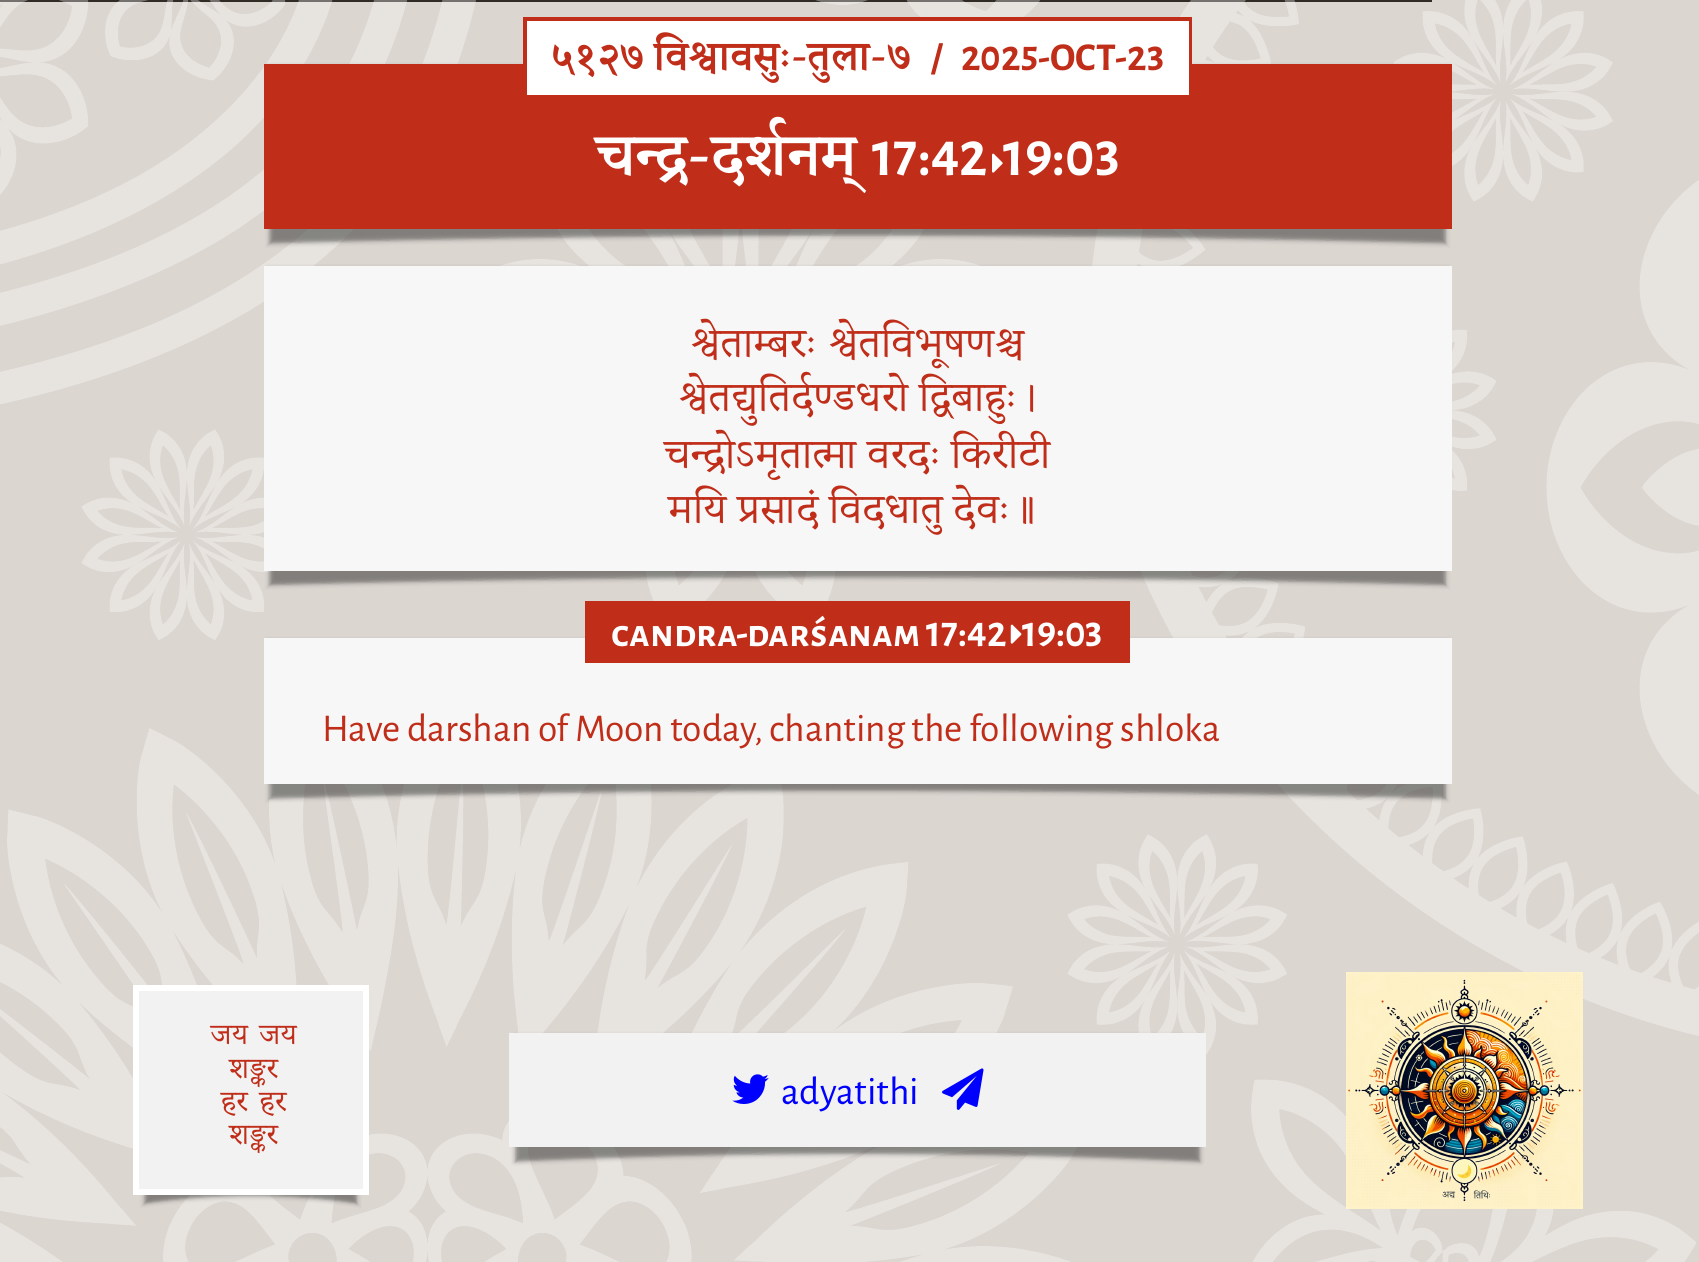 ५१२७ विश्वावसुः-तुला-७ / 2025-OCT-23
चन्द्र-दर्शनम् 17:42▸19:03
श्वेताम्बरः श्वेतविभूषणश्च
श्वेतद्युतिर्दण्डधरो द्विबाहुः ।
चन्द्रोऽमृतात्मा वरदः किरीटी
मयि प्रसादं विदधातु देवः ॥
CANDRA-DARŚANAM 17:42▸19:03
Have darshan of Moon today, chanting the following shloka
जय जय
शङ्कर
हर हर
शङ्कर
adyatithi
अद्य तिथिः